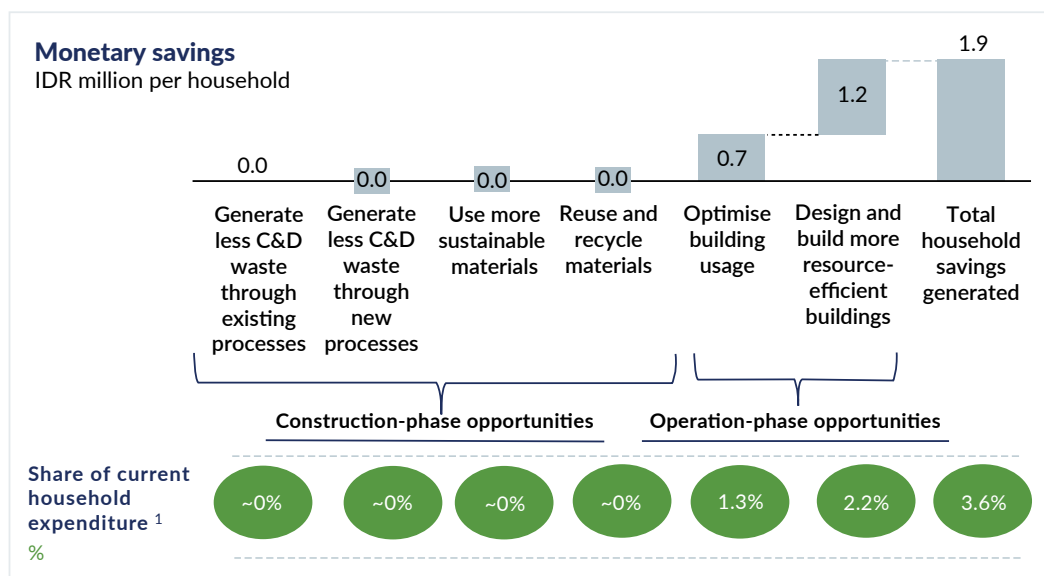 Monetary savings
IDR million per household
0.0
0.0
0.0
0.0
0.7
1.2
1.9
Generate
less C&D
waste
through
existing
processes
Generate
less C&D
waste
through
new
processes
Use more
sustainable
materials
Reuse and
recycle
materials
Optimise
building
usage
Design and
build more
resource-
efficient
buildings
Total
household
savings
generated
Construction-phase opportunities
Operation-phase opportunities
Share of current
household
expenditure 1
%
~0%
~0%
~0%
~0%
1.3%
2.2%
3.6%